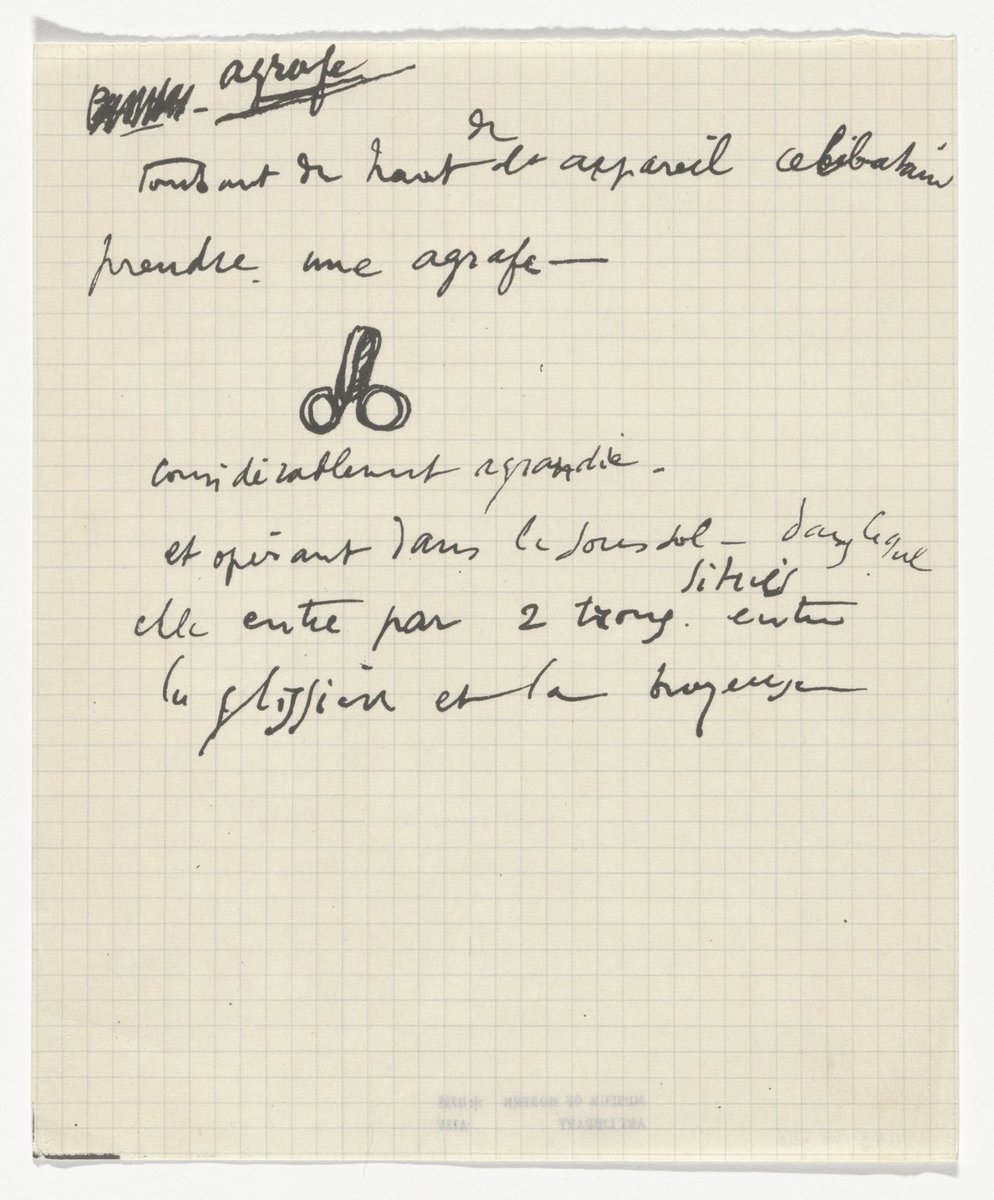 agrafe
Tombant du haut de l'appareil célibataire
prendre une agrafe —
considérablement agrandie -
et opérant dans le sous sol - dans lequel
elle entre par 2 trous situés entre
la glissière et la broyeuse
MUSEUM OF MODERN
ART LIBRARY